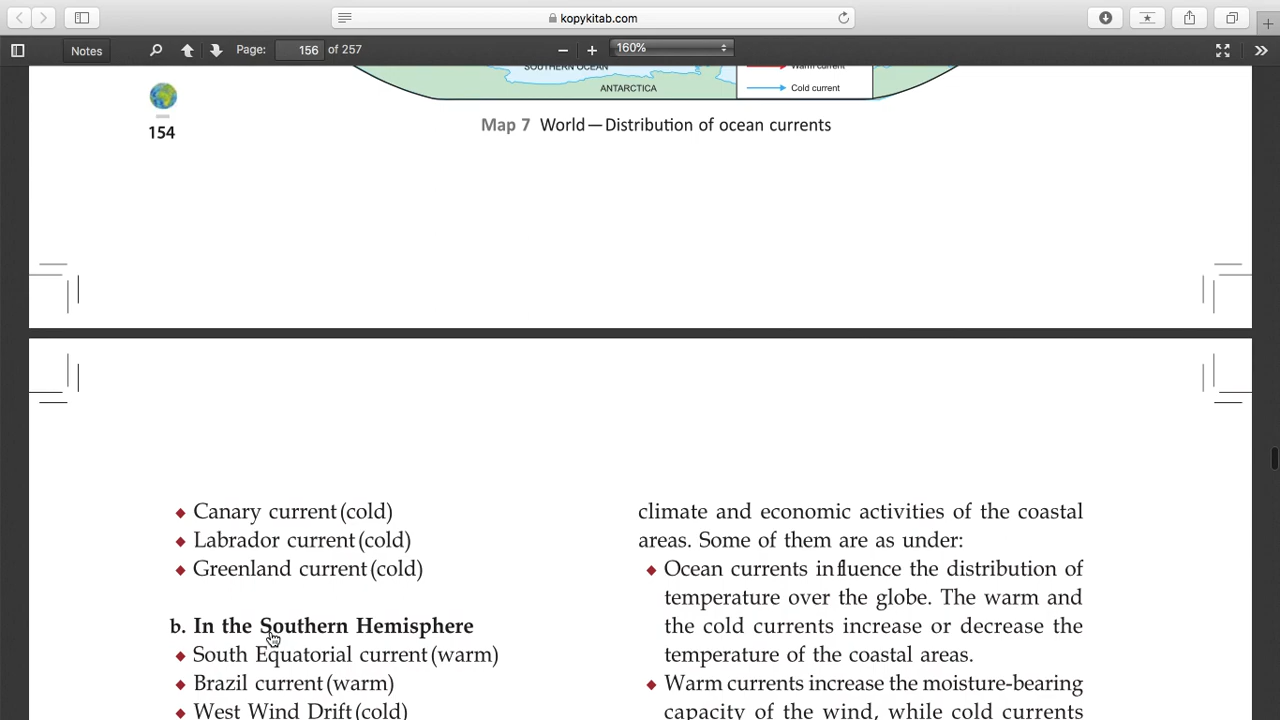 kopykitab.com
Notes
Page: 156 of 257
160%
SOUTHERN OCEAN
Warm current
ANTARCTICA
Cold current
154
Map 7 World—Distribution of ocean currents
◆ Canary current (cold)
◆ Labrador current (cold)
◆ Greenland current (cold)
b. In the Southern Hemisphere
◆ South Equatorial current (warm)
◆ Brazil current (warm)
◆ West Wind Drift (cold)
climate and economic activities of the coastal
areas. Some of them are as under:
◆ Ocean currents influence the distribution of
temperature over the globe. The warm and
the cold currents increase or decrease the
temperature of the coastal areas.
◆ Warm currents increase the moisture-bearing
capacity of the wind, while cold currents